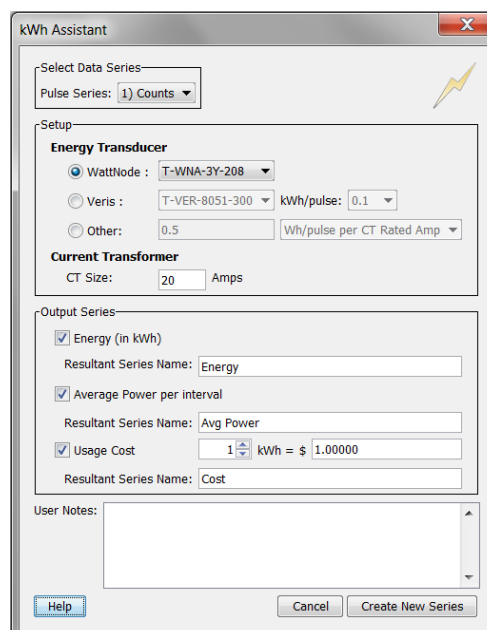 kWh Assistant
Select Data Series
Pulse Series: 1) Counts
Setup
Energy Transducer
WattNode : T-WNA-3Y-208
Veris : T-VER-8051-300 kWh/pulse: 0.1
Other: 0.5 Wh/pulse per CT Rated Amp
Current Transformer
CT Size: 20 Amps
Output Series
Energy (in kWh)
Resultant Series Name: Energy
Average Power per interval
Resultant Series Name: Avg Power
Usage Cost 1 kWh = $ 1.00000
Resultant Series Name: Cost
User Notes:
Help Cancel Create New Series